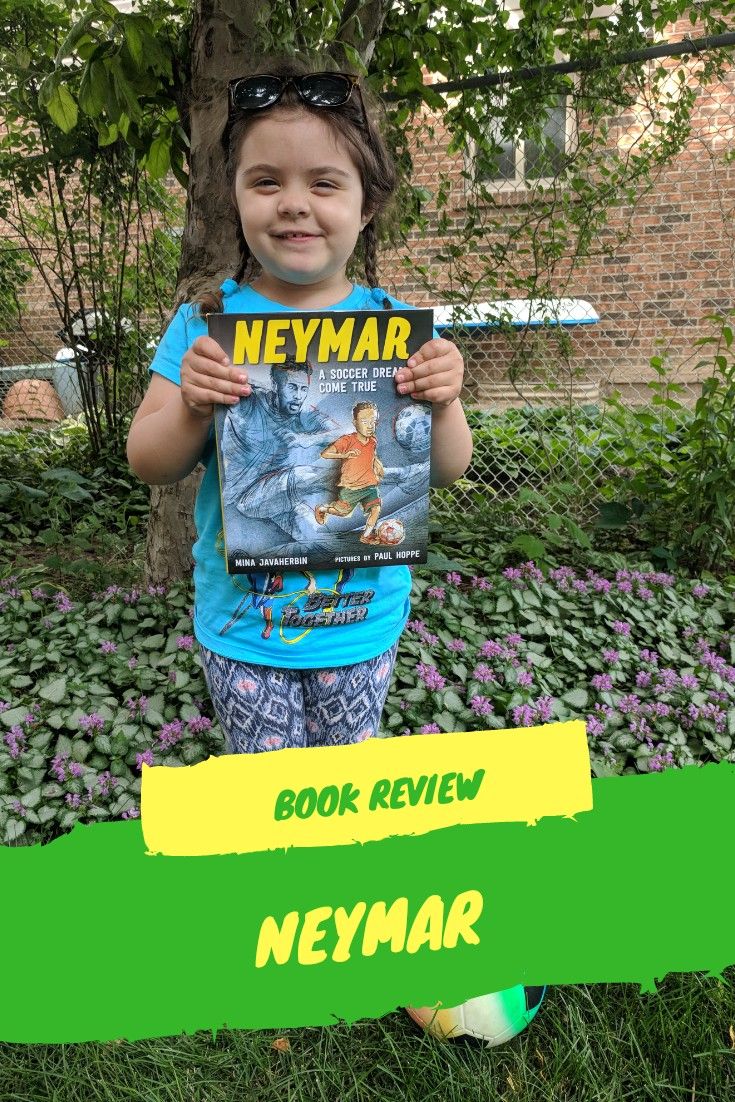 NEYMAR
A SOCCER DREAM
COME TRUE
MINA JAVAHERBIN
PICTURES BY PAUL HOPPE
BETTER
TOGETHER
BOOK REVIEW
NEYMAR